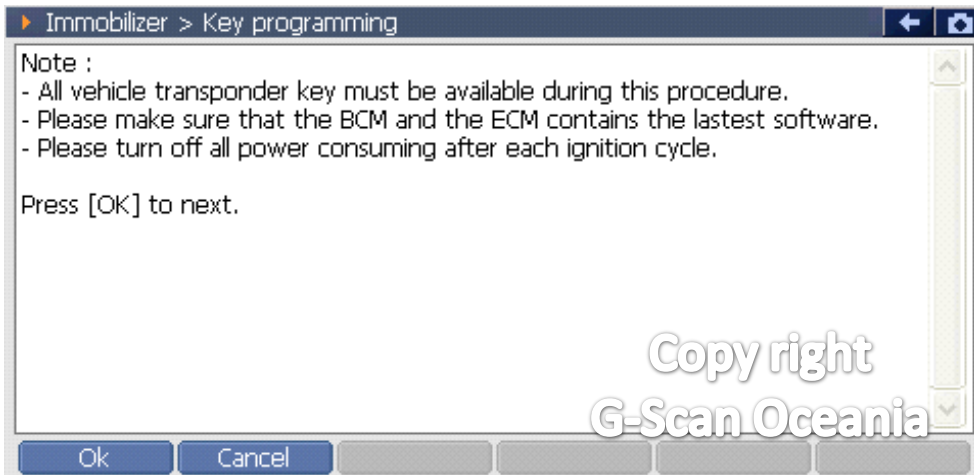 Immobilizer > Key programming
Note :
- All vehicle transponder key must be available during this procedure.
- Please make sure that the BCM and the ECM contains the lastest software.
- Please turn off all power consuming after each ignition cycle.
Press [OK] to next.
Copy right
G-Scan Oceania
Ok Cancel